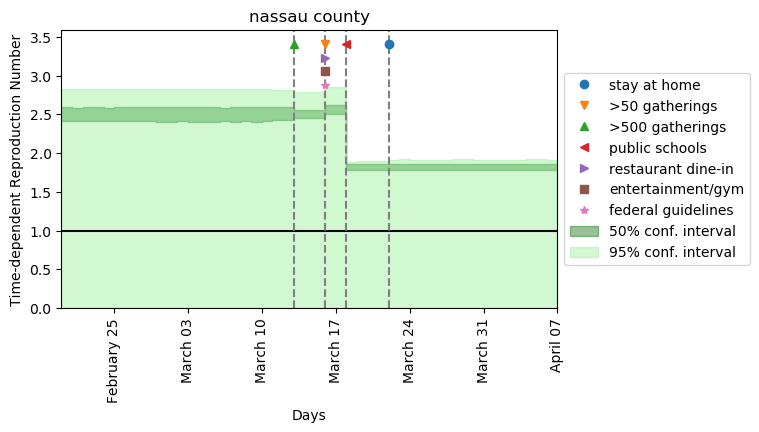 nassau county
Time-dependent Reproduction Number
3.5
3.0
2.5
2.0
1.5
1.0
0.5
0.0
February 25
March 03
March 10
March 17
March 24
March 31
April 07
Days
stay at home
>50 gatherings
>500 gatherings
public schools
restaurant dine-in
entertainment/gym
federal guidelines
50% conf. interval
95% conf. interval